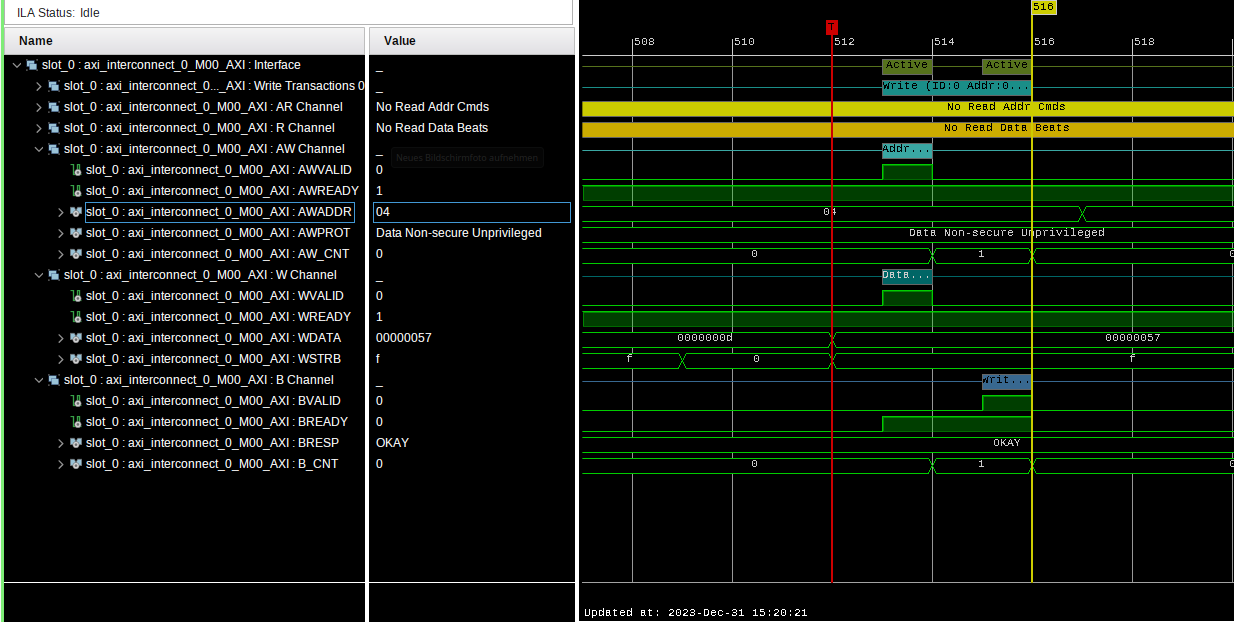 ILA Status: Idle
516
Name Value
508 510 T 512 514 516 518
slot_0 : axi_interconnect_0_M00_AXI : Interface _ Active Active
slot_0 : axi_interconnect_0..._AXI : Write Transactions 0 _ Write (ID:0 Addr:0...
slot_0 : axi_interconnect_0_M00_AXI : AR Channel No Read Addr Cmds No Read Addr Cmds
slot_0 : axi_interconnect_0_M00_AXI : R Channel No Read Data Beats No Read Data Beats
slot_0 : axi_interconnect_0_M00_AXI : AW Channel _ Addr...
Neues Bildschirmfoto aufnehmen
slot_0 : axi_interconnect_0_M00_AXI : AWVALID 0
slot_0 : axi_interconnect_0_M00_AXI : AWREADY 1
slot_0 : axi_interconnect_0_M00_AXI : AWADDR 04 04
slot_0 : axi_interconnect_0_M00_AXI : AWPROT Data Non-secure Unprivileged Data Non-secure Unprivileged
slot_0 : axi_interconnect_0_M00_AXI : AW_CNT 0 0 1 0
slot_0 : axi_interconnect_0_M00_AXI : W Channel _ Data...
slot_0 : axi_interconnect_0_M00_AXI : WVALID 0
slot_0 : axi_interconnect_0_M00_AXI : WREADY 1
slot_0 : axi_interconnect_0_M00_AXI : WDATA 00000057 0000000d 00000057
slot_0 : axi_interconnect_0_M00_AXI : WSTRB f f 0 f
slot_0 : axi_interconnect_0_M00_AXI : B Channel _ Writ...
slot_0 : axi_interconnect_0_M00_AXI : BVALID 0
slot_0 : axi_interconnect_0_M00_AXI : BREADY 0
slot_0 : axi_interconnect_0_M00_AXI : BRESP OKAY OKAY
slot_0 : axi_interconnect_0_M00_AXI : B_CNT 0 0 1 0
Updated at: 2023-Dec-31 15:20:21